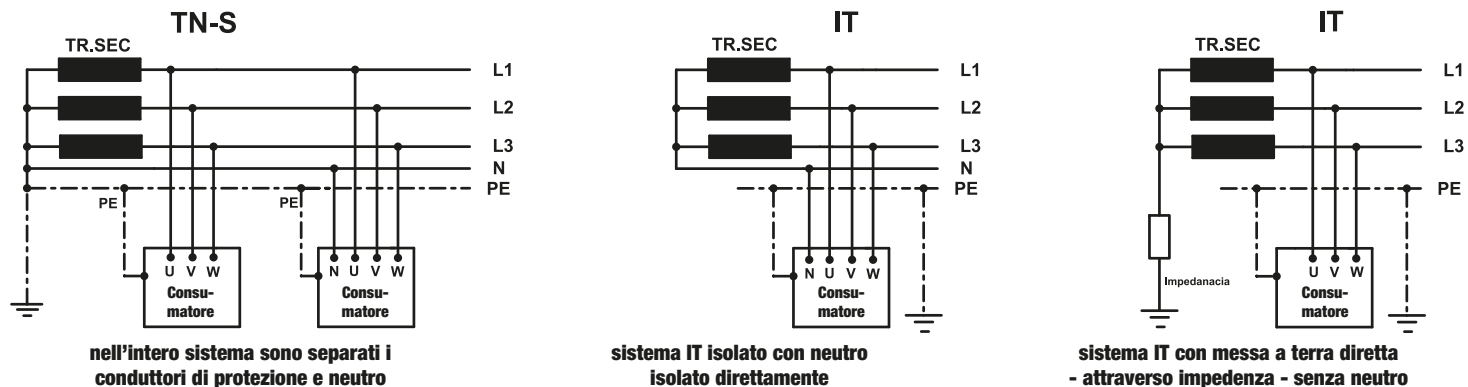 TN-S
TR.SEC
L1
L2
L3
N
PE
PE
PE
U V W
Consu-
matore
N U V W
Consu-
matore
nell'intero sistema sono separati i
conduttori di protezione e neutro
IT
TR.SEC
L1
L2
L3
N
PE
N U V W
Consu-
matore
sistema IT isolato con neutro
isolato direttamente
IT
TR.SEC
L1
L2
L3
PE
Impedanacia
U V W
Consu-
matore
sistema IT con messa a terra diretta
- attraverso impedenza - senza neutro